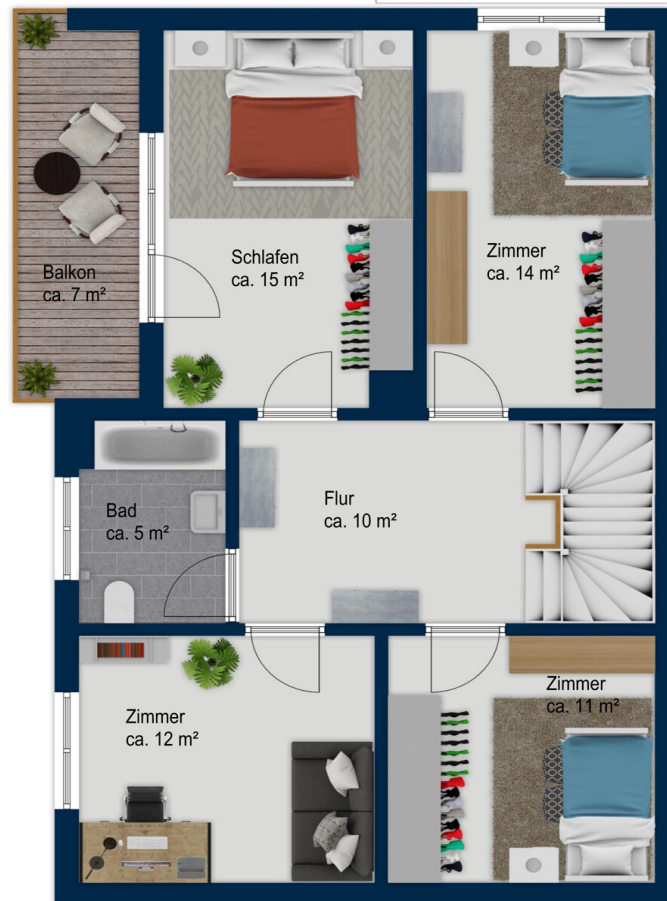 Balkon
ca. 7 m²
Schlafen
ca. 15 m²
Zimmer
ca. 14 m²
Bad
ca. 5 m²
Flur
ca. 10 m²
Zimmer
ca. 12 m²
Zimmer
ca. 11 m²